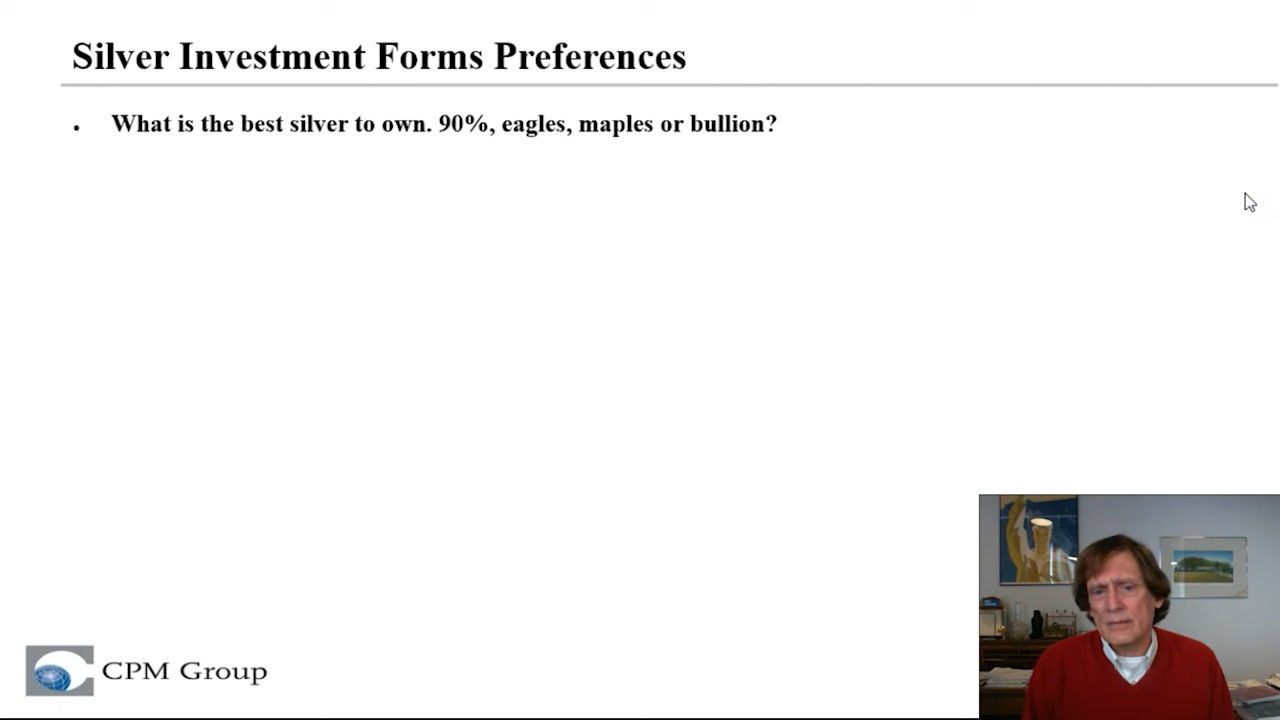 Silver Investment Forms Preferences
• What is the best silver to own. 90%, eagles, maples or bullion?
CPM Group